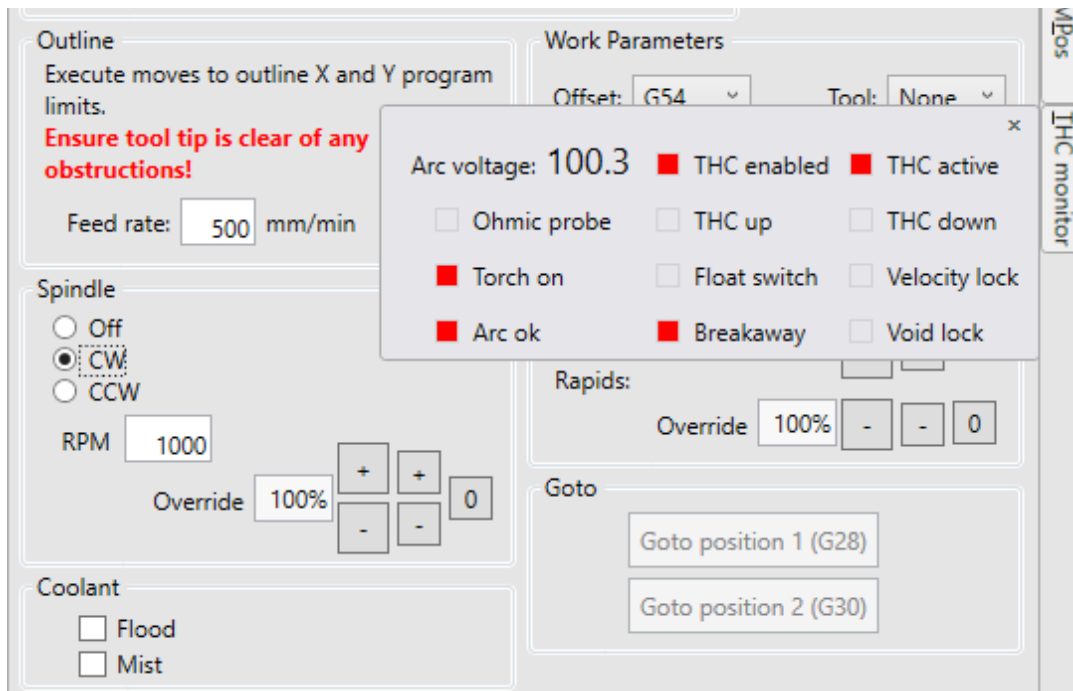 Outline
Execute moves to outline X and Y program
limits.
Ensure tool tip is clear of any
obstructions!
Feed rate: 500 mm/min
Work Parameters
Offset: G54 Tool: None
×
Arc voltage: 100.3 THC enabled THC active
Ohmic probe THC up THC down
Torch on Float switch Velocity lock
Arc ok Breakaway Void lock
Spindle
Off
CW
CCW
RPM 1000
Override 100% + + 0
- -
Rapids:
Override 100% - - 0
Goto
Goto position 1 (G28)
Goto position 2 (G30)
Coolant
Flood
Mist
MPos
THC monitor